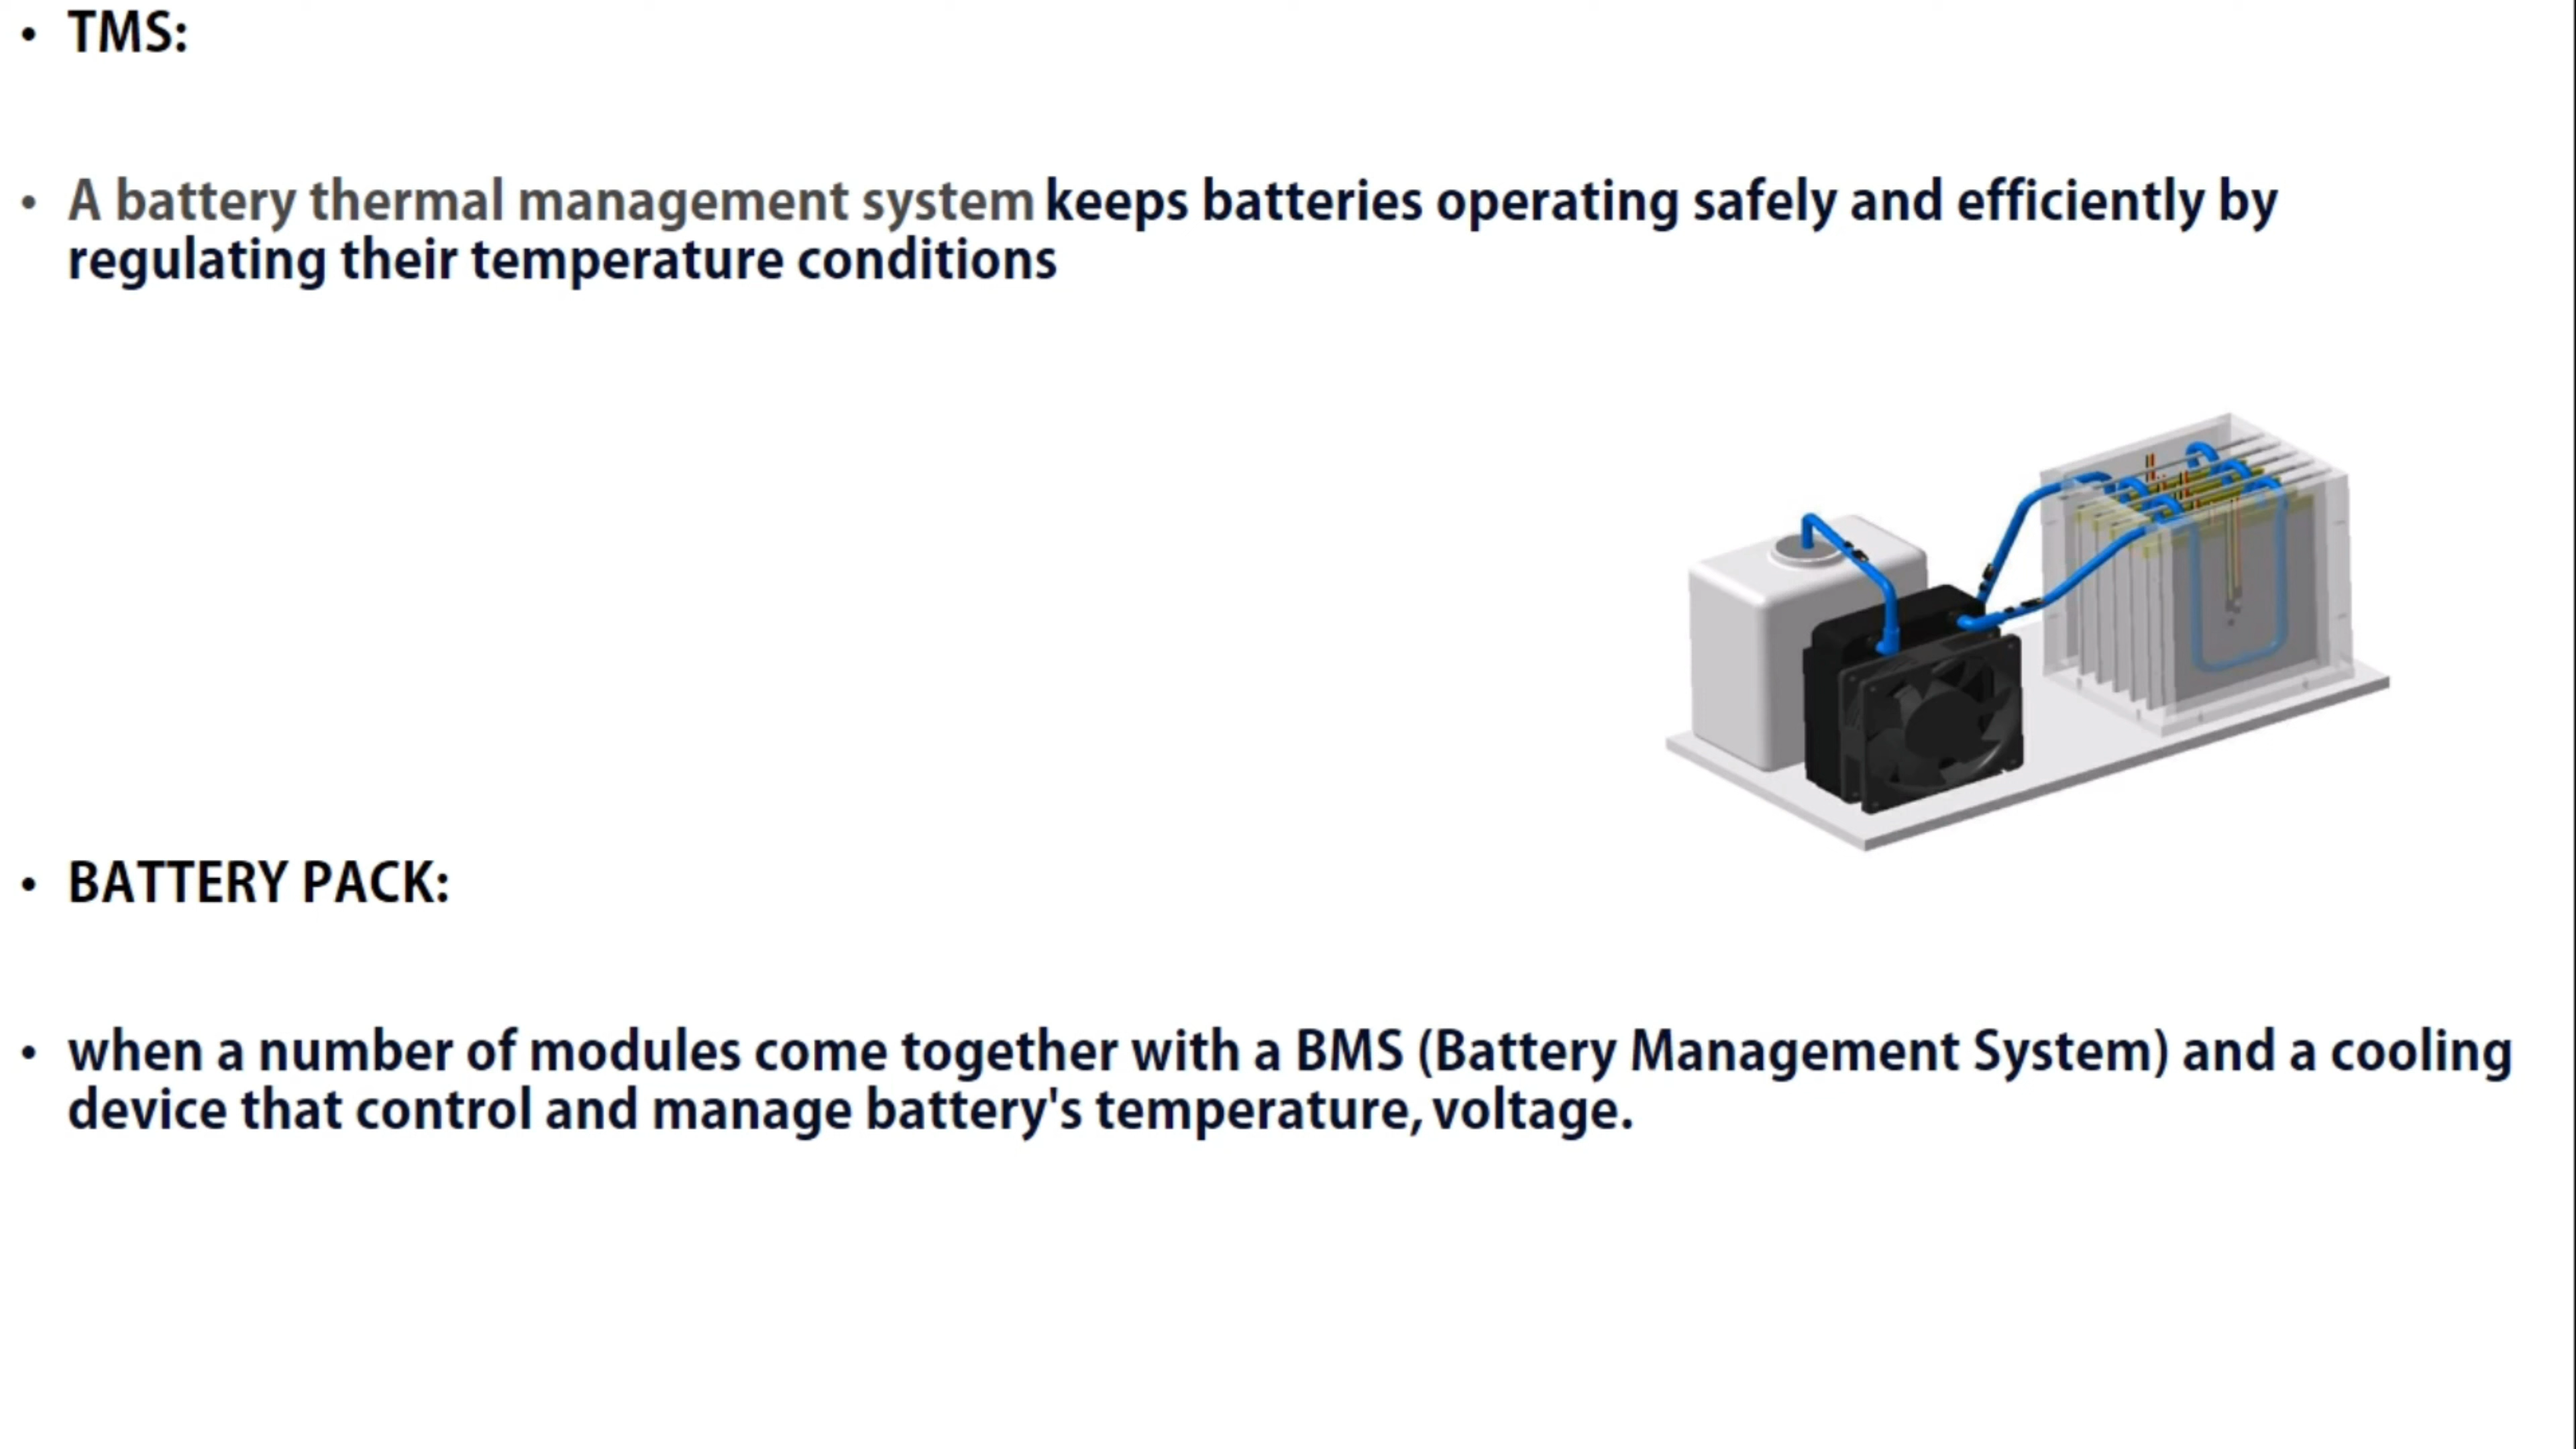 • TMS:
• A battery thermal management system keeps batteries operating safely and efficiently by
regulating their temperature conditions
• BATTERY PACK:
• when a number of modules come together with a BMS (Battery Management System) and a cooling
device that control and manage battery's temperature, voltage.